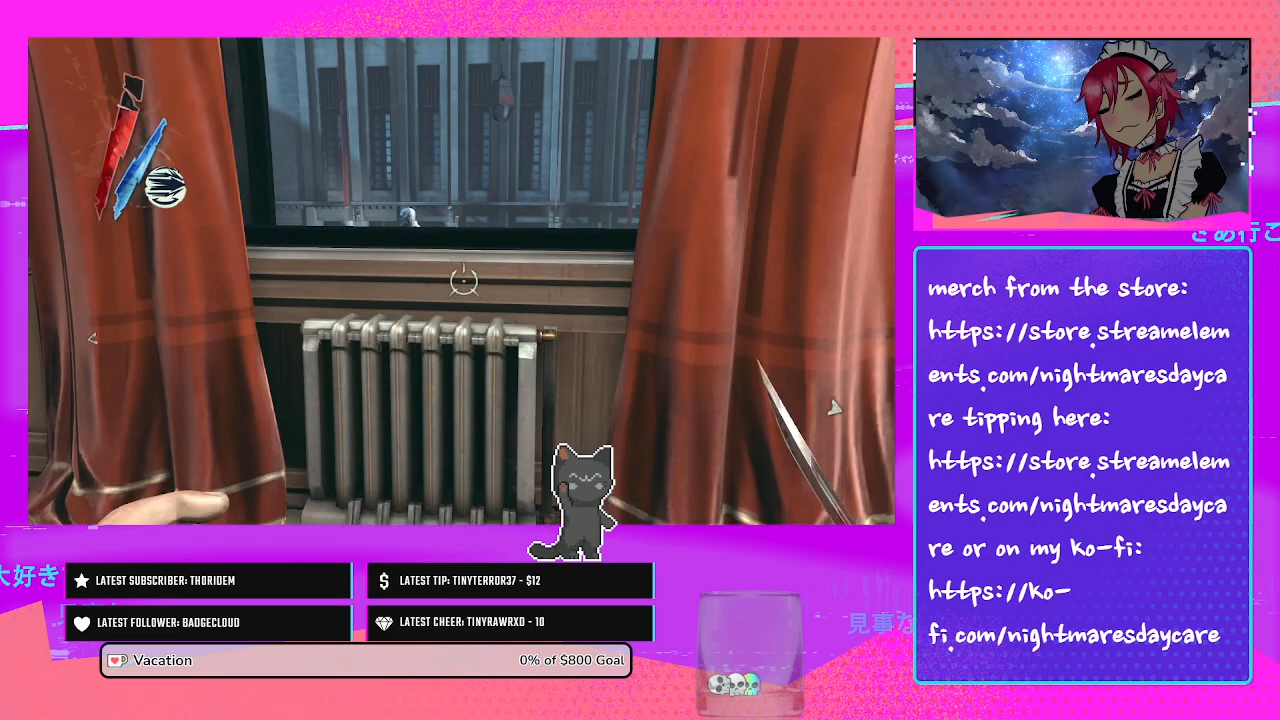 merch from the store:
https://store.streamelem
ents.com/nightmaresdayca
re tipping here:
https://store.streamelem
ents.com/nightmaresdayca
re or on my ko-fi:
https://ko-
fi.com/nightmaresdaycare
大好き
LATEST SUBSCRIBER: THORIDEM
LATEST TIP: TINYTERROR37 - $12
LATEST FOLLOWER: BADGECLOUD
LATEST CHEER: TINYRAWRXD - 10
見事な
Vacation
0% of $800 Goal